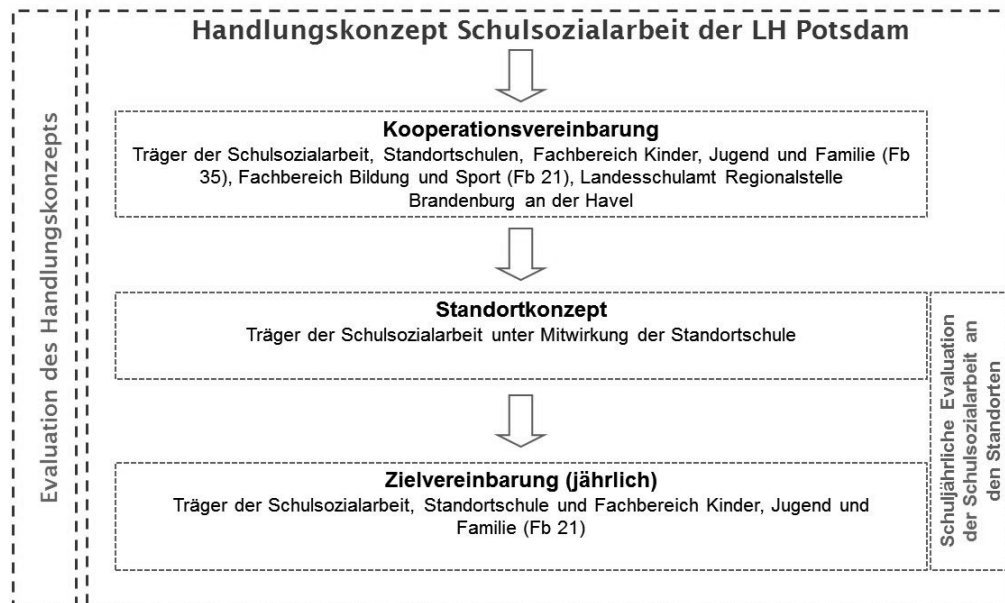 Handlungskonzept Schulsozialarbeit der LH Potsdam
Evaluation des Handlungskonzepts
Kooperationsvereinbarung
Träger der Schulsozialarbeit, Standortschulen, Fachbereich Kinder, Jugend und Familie (Fb
35), Fachbereich Bildung und Sport (Fb 21), Landesschulamt Regionalstelle
Brandenburg an der Havel
Standortkonzept
Träger der Schulsozialarbeit unter Mitwirkung der Standortschule
Zielvereinbarung (jährlich)
Träger der Schulsozialarbeit, Standortschule und Fachbereich Kinder, Jugend und
Familie (Fb 21)
Schuljährliche Evaluation
der Schulsozialarbeit an
den Standorten